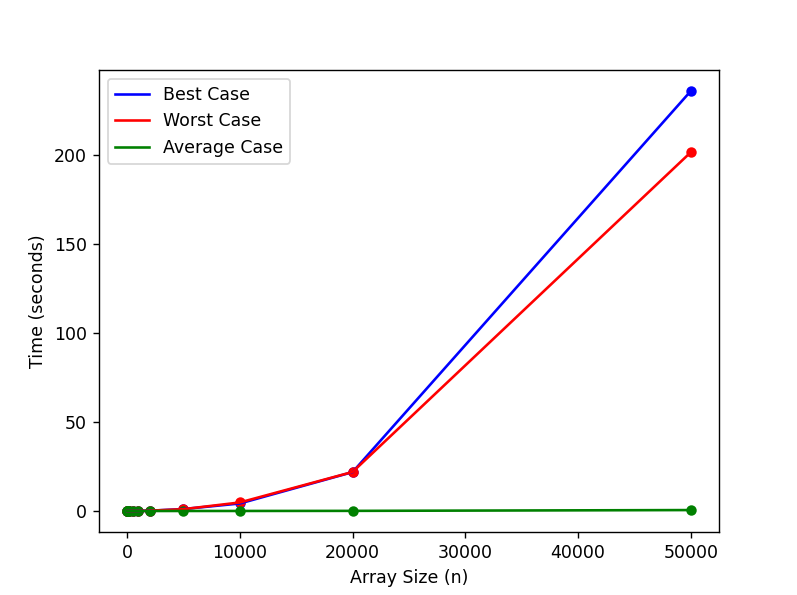 Best Case
Worst Case
Average Case
200
150
100
50
0
Time (seconds)
0 10000 20000 30000 40000 50000
Array Size (n)